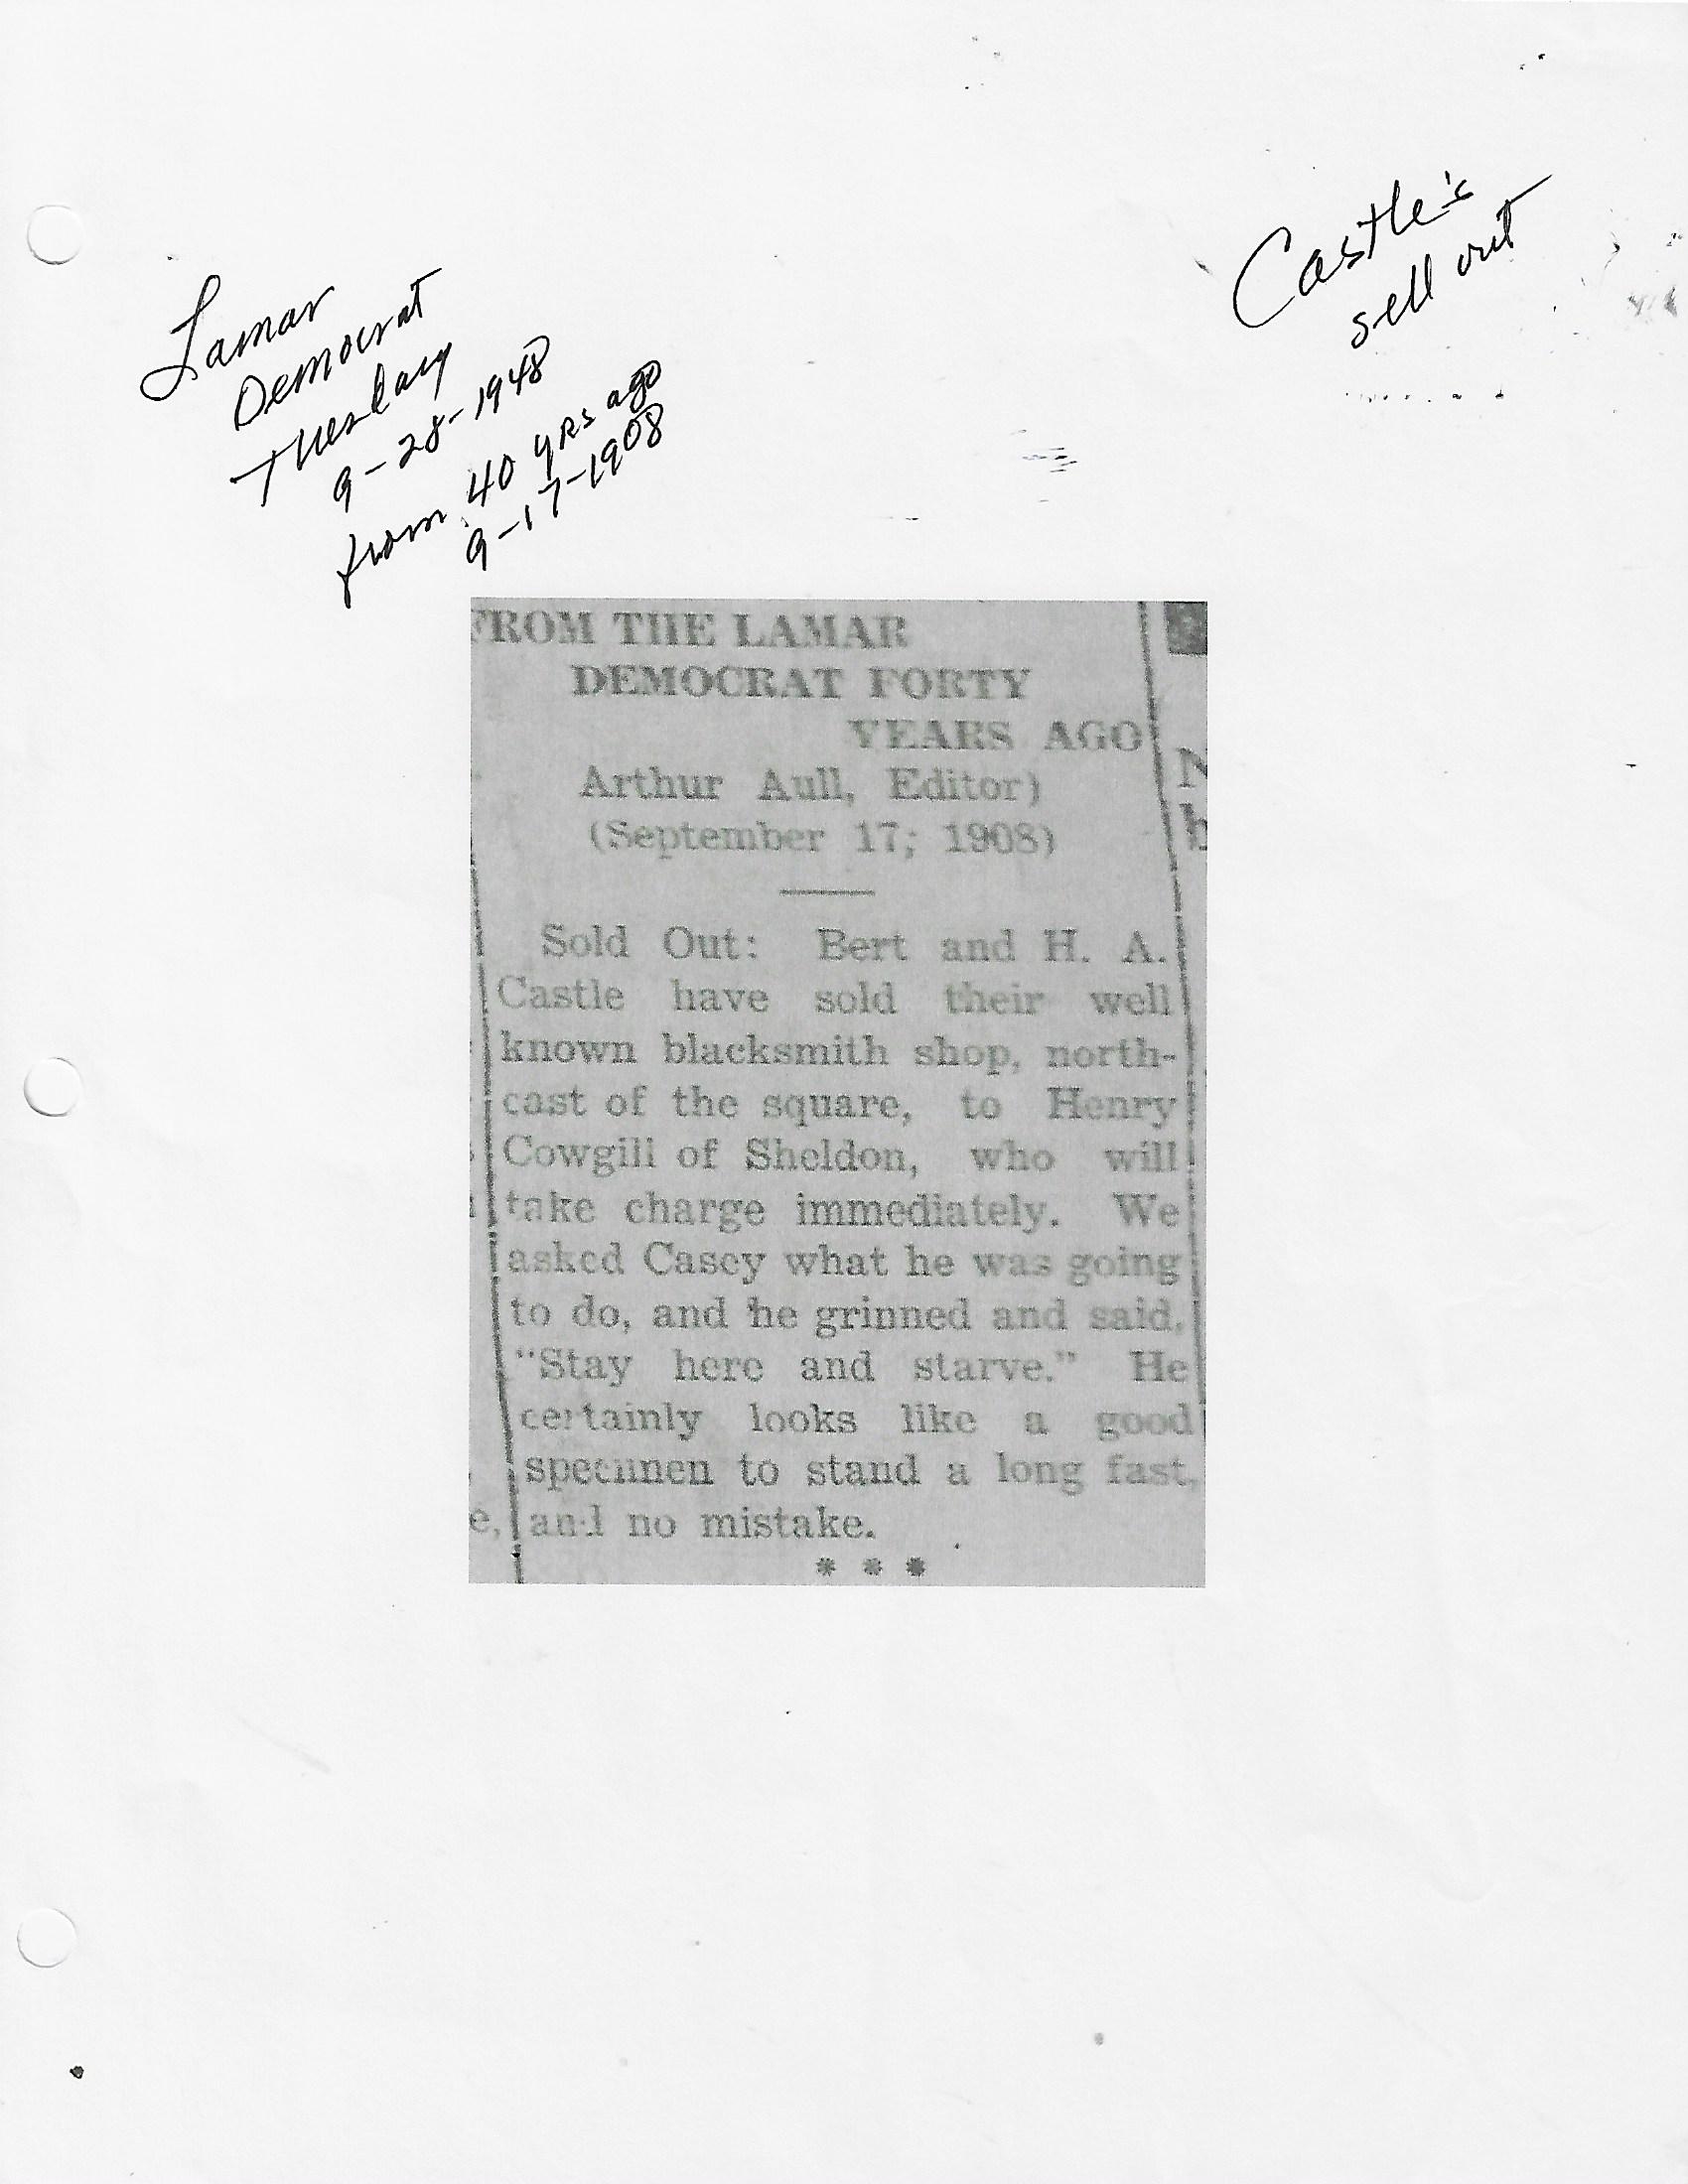 Lamar
Democrat
Tuesday
9-28-1948
from 40 yrs ago
9-17-1908
Castle's
sell out
FROM THE LAMAR
DEMOCRAT FORTY
YEARS AGO
Arthur Aull, Editor)
(September 17; 1908)
Sold Out: Bert and H. A.
Castle have sold their well
known blacksmith shop, north-
east of the square, to Henry
Cowgill of Sheldon, who will
take charge immediately. We
asked Casey what he was going
to do, and he grinned and said,
"Stay here and starve." He
certainly looks like a good
specimen to stand a long fast,
and no mistake.
* * *